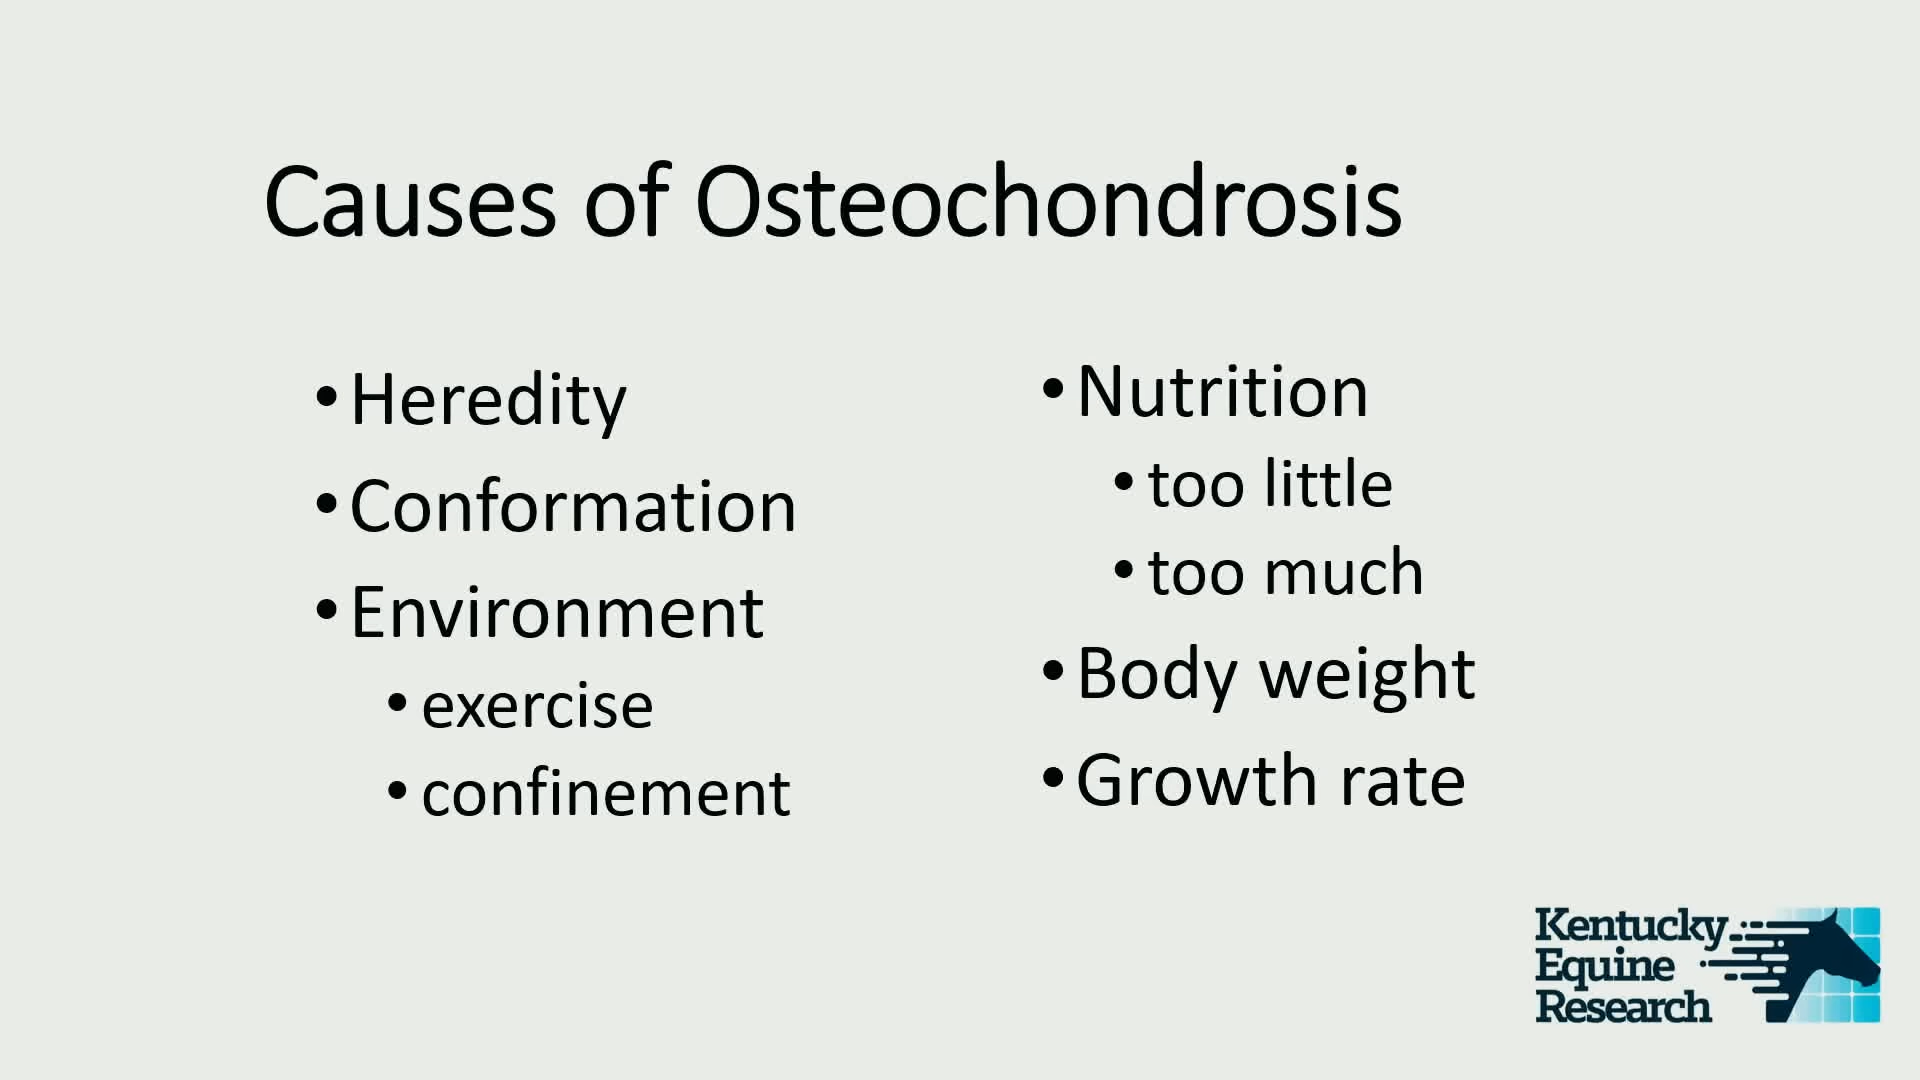 Causes of Osteochondrosis
• Heredity
• Conformation
• Environment
• exercise
• confinement
• Nutrition
• too little
• too much
• Body weight
• Growth rate
Kentucky
Equine
Research